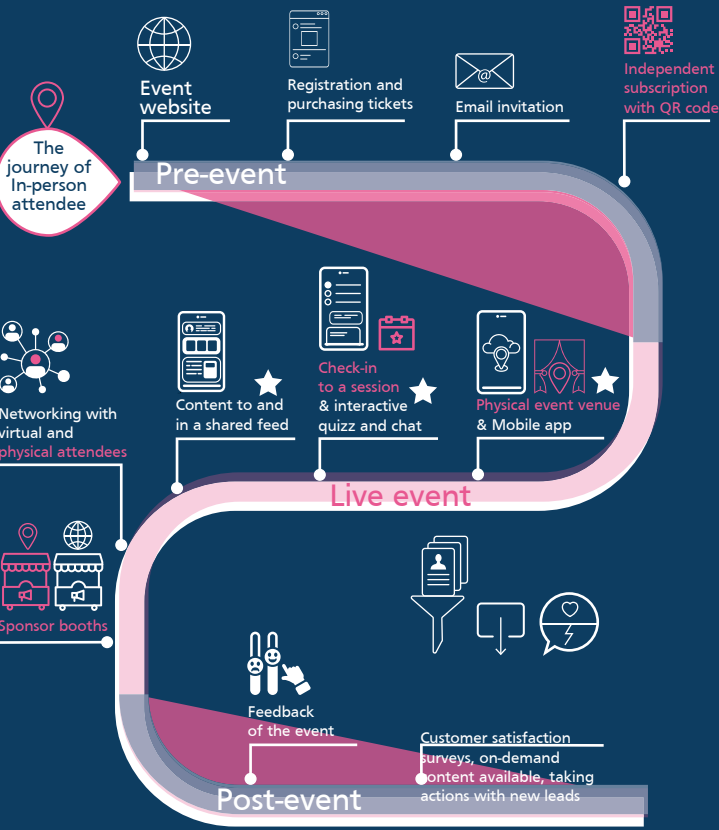 Event
website
Registration and
purchasing tickets
Email invitation
Independent
subscription
with QR code
The
journey of
In-person
attendee
Pre-event
Content to and
in a shared feed
Check-in
to a session
& interactive
quizz and chat
Physical event venue
& Mobile app
Networking with
virtual and
physical attendees
Live event
Sponsor booths
Feedback
of the event
Customer satisfaction
surveys, on-demand
content available, taking
actions with new leads
Post-event